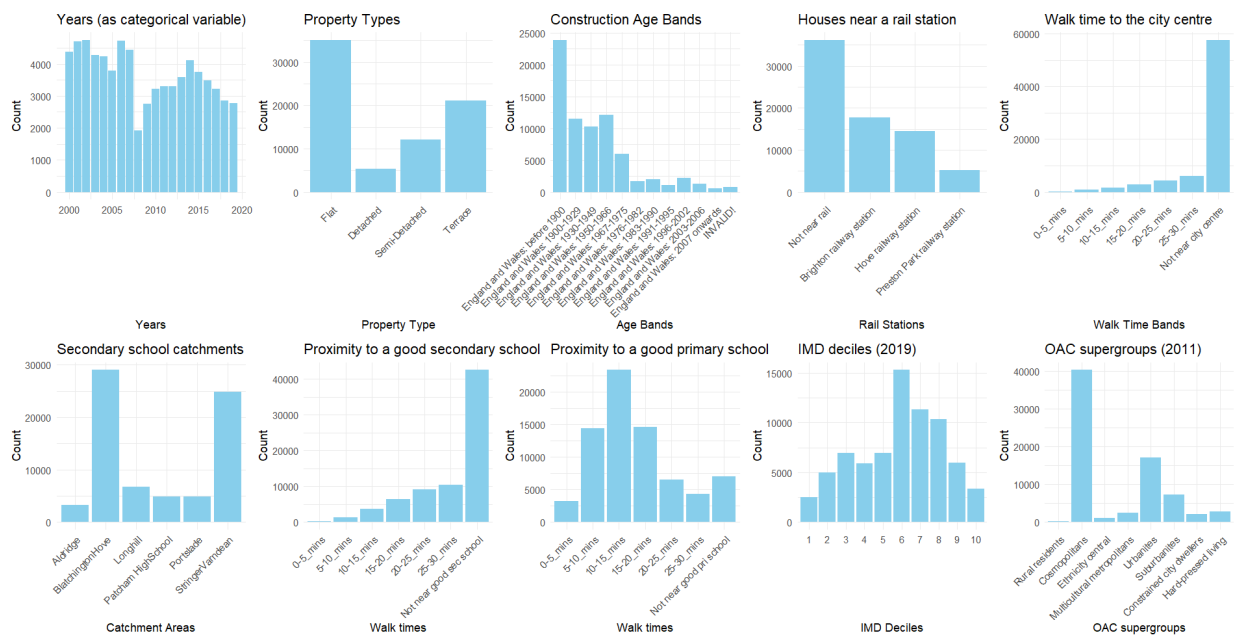 Years (as categorical variable)
Count
4000
3000
2000
1000
0
2000
2005
2010
2015
2020
Years
Property Types
Count
30000
20000
10000
0
Flat
Detached
Semi-Detached
Terrace
Property Type
Construction Age Bands
Count
25000
20000
15000
10000
5000
0
England and Wales: before 1900
England and Wales: 1900-1929
England and Wales: 1930-1949
England and Wales: 1950-1966
England and Wales: 1967-1975
England and Wales: 1976-1982
England and Wales: 1983-1990
England and Wales: 1991-1995
England and Wales: 1996-2002
England and Wales: 2003-2006
England and Wales: 2007 onwards
INVALID!
Age Bands
Houses near a rail station
Count
30000
20000
10000
0
Not near rail
Brighton railway station
Hove railway station
Preston Park railway station
Rail Stations
Walk time to the city centre
Count
60000
40000
20000
0
0-5_mins
5-10_mins
10-15_mins
15-20_mins
20-25_mins
25-30_mins
Not near city centre
Walk Time Bands
Secondary school catchments
Count
30000
20000
10000
0
Aldridge
BlatchingtonHove
Longhill
Patcham HighSchool
Portslade
StringerVarndean
Catchment Areas
Proximity to a good secondary school
Count
40000
30000
20000
10000
0
0-5_mins
5-10_mins
10-15_mins
15-20_mins
20-25_mins
25-30_mins
Not near good sec school
Walk times
Proximity to a good primary school
Count
20000
15000
10000
5000
0
0-5_mins
5-10_mins
10-15_mins
15-20_mins
20-25_mins
25-30_mins
Not near good pri school
Walk times
IMD deciles (2019)
Count
15000
10000
5000
0
1
2
3
4
5
6
7
8
9
10
IMD Deciles
OAC supergroups (2011)
Count
40000
30000
20000
10000
0
Rural residents
Cosmopolitans
Ethnicity central
Multicultural metropolitans
Urbanites
Suburbanites
Constrained city dwellers
Hard-pressed living
OAC supergroups